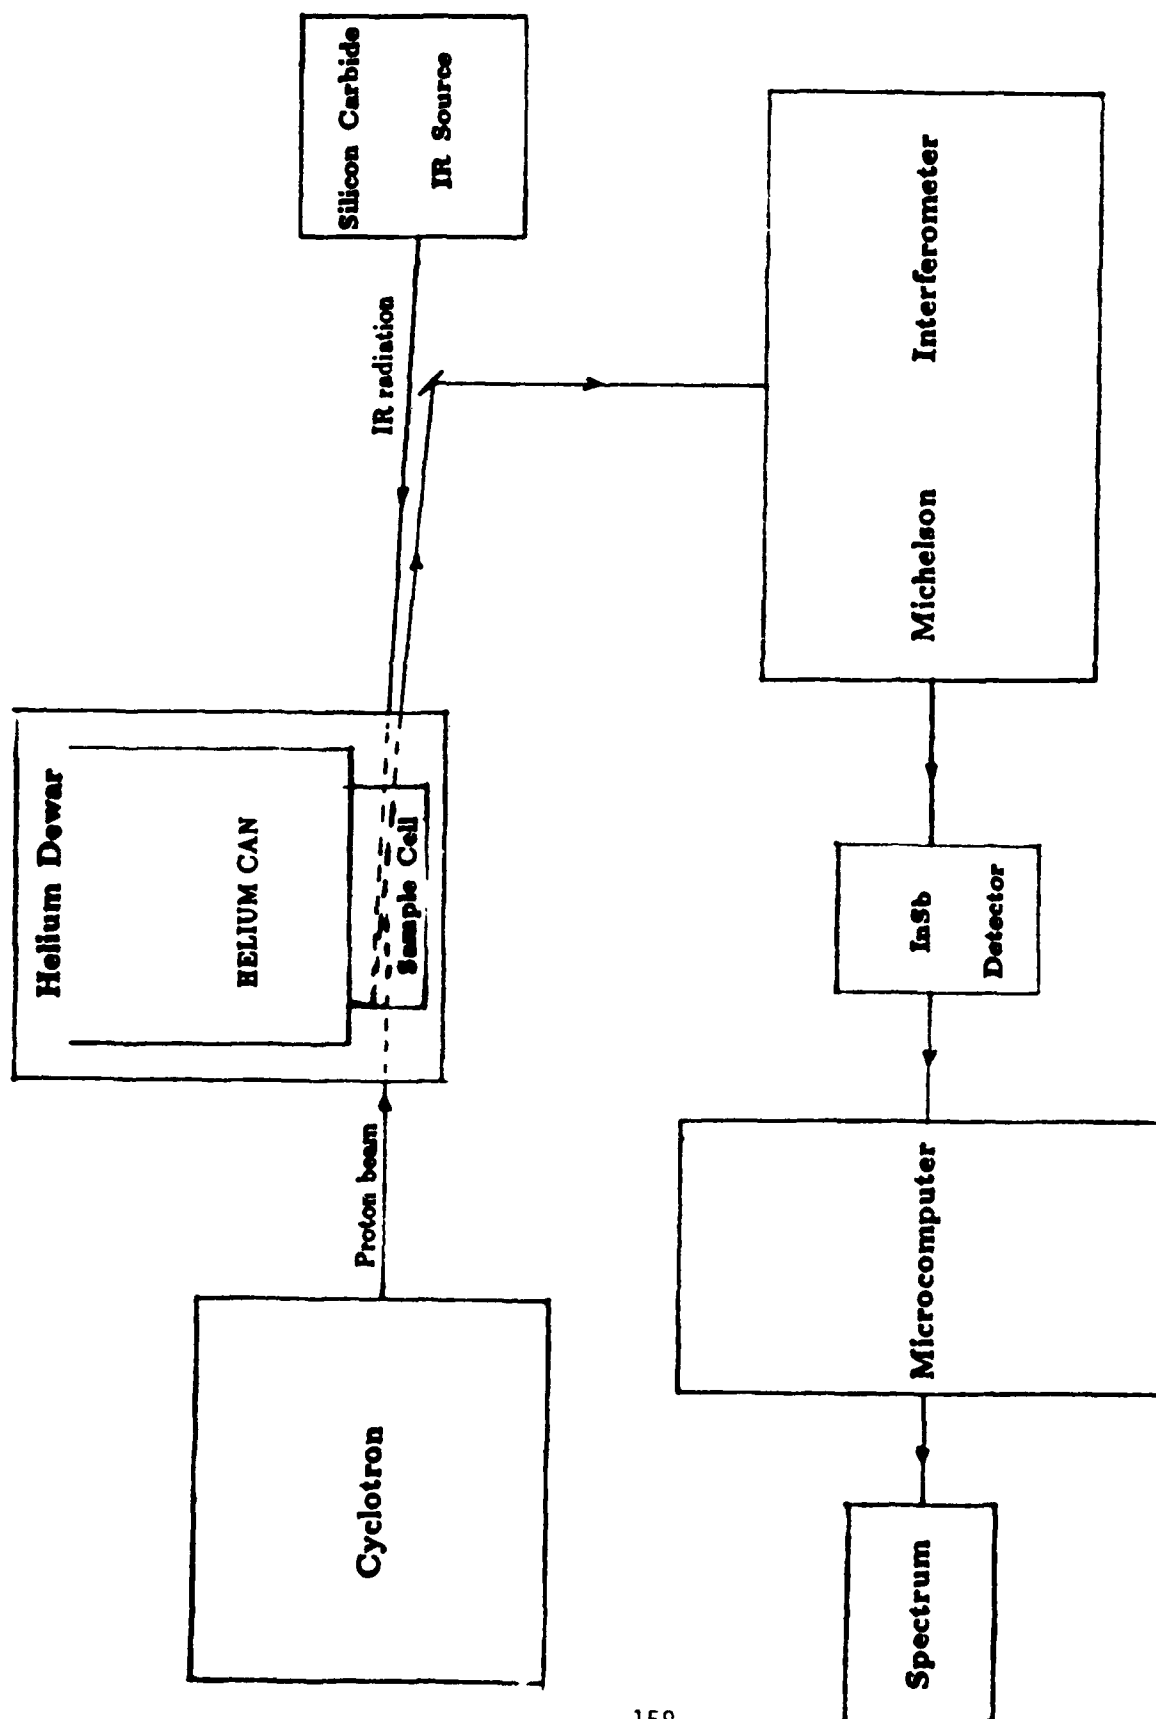 Helium Dewar
HELIUM CAN
Sample Cell
Silicon Carbide
IR Source
IR radiation
Proton beam
Cyclotron
Michelson Interferometer
InSb
Detector
Microcomputer
Spectrum